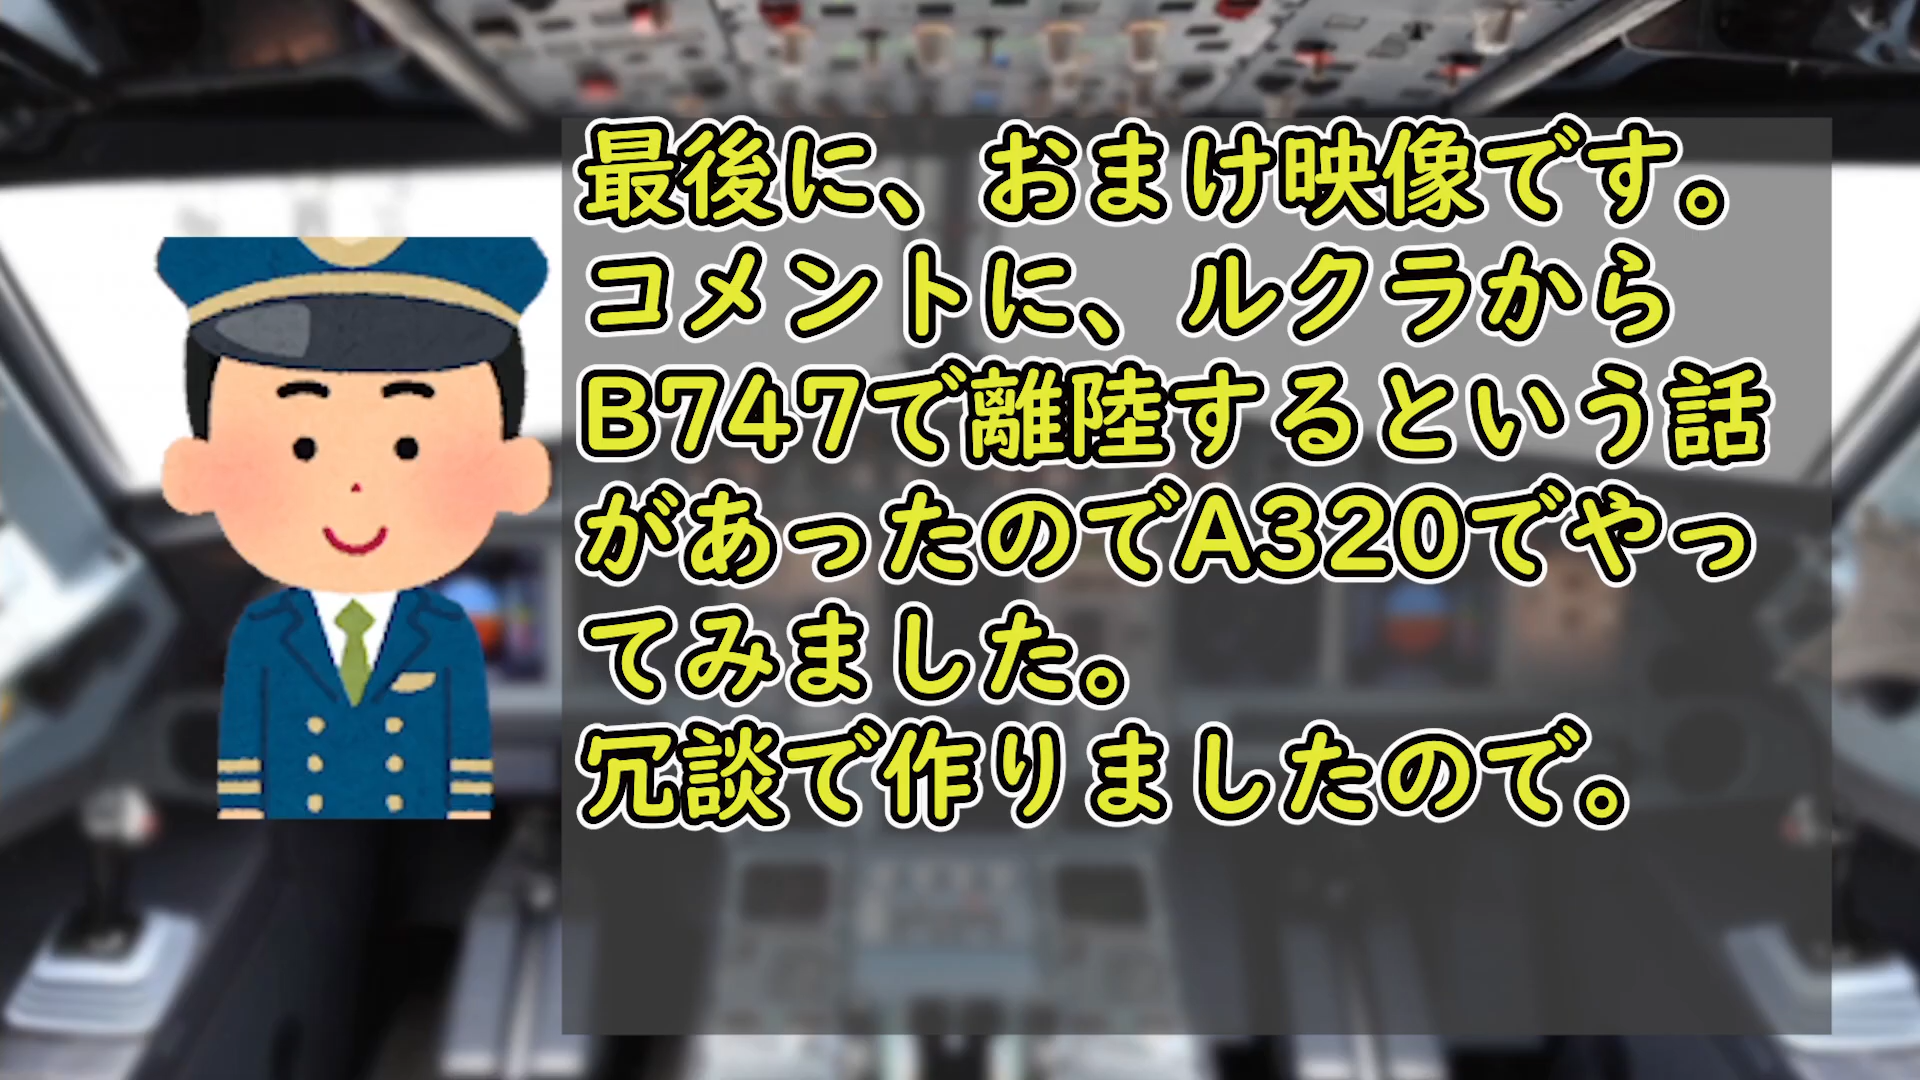 最後に、おまけ映像です。
コメントに、ルクラから
B747で離陸するという話
があったのでA320でやっ
てみました。
冗談で作りましたので。